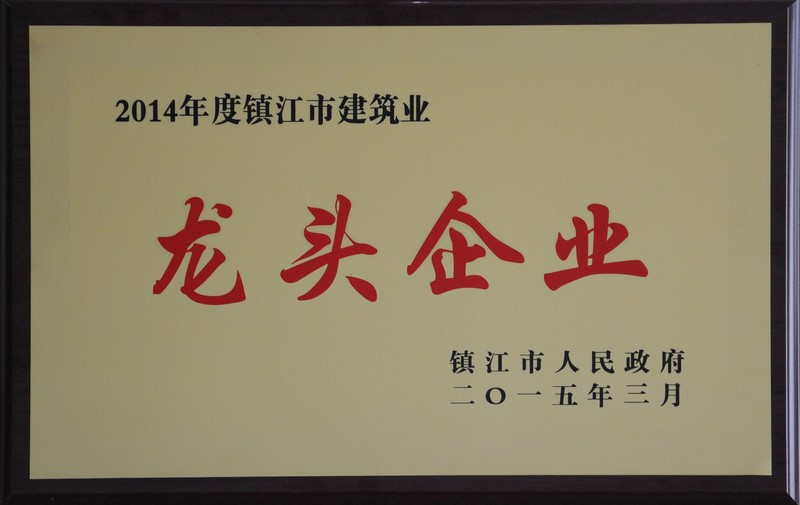 2014年度镇江市建筑业
龙头企业
镇江市人民政府
二〇一五年三月